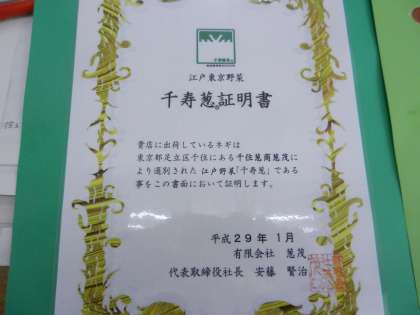 江戸東京野菜
千寿葱®証明書
貴店に出荷しているネギは
東京都足立区千住にある千住葱商葱茂に
より選別された江戸野菜「千寿葱」である
事をこの書面において証明します。
平成29年 1月
有限会社 葱茂
代表取締役社長 安藤 賢治